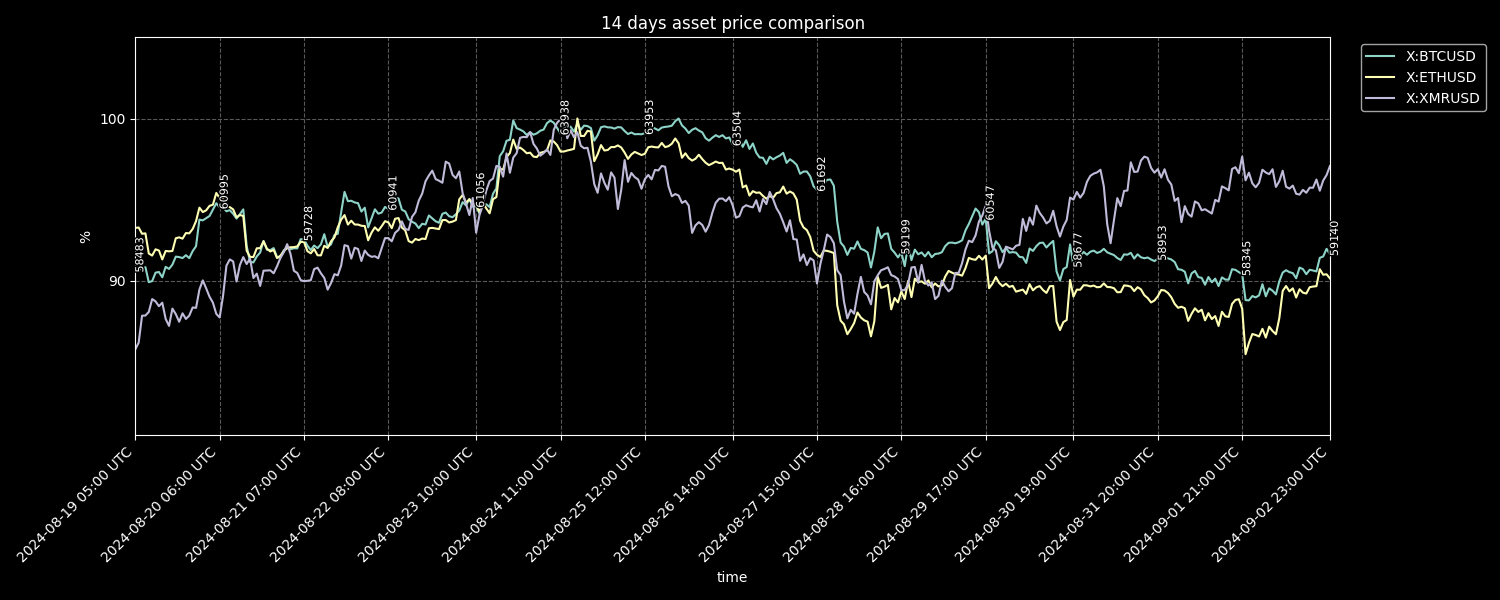 14 days asset price comparison
X:BTCUSD
X:ETHUSD
X:XMRUSD
100
90
%
58483
60995
59728
60941
61056
63938
63953
63504
61692
59199
60547
58677
58953
58345
59140
2024-08-19 05:00 UTC
2024-08-20 06:00 UTC
2024-08-21 07:00 UTC
2024-08-22 08:00 UTC
2024-08-23 10:00 UTC
2024-08-24 11:00 UTC
2024-08-25 12:00 UTC
2024-08-26 14:00 UTC
2024-08-27 15:00 UTC
2024-08-28 16:00 UTC
2024-08-29 17:00 UTC
2024-08-30 19:00 UTC
2024-08-31 20:00 UTC
2024-09-01 21:00 UTC
2024-09-02 23:00 UTC
time